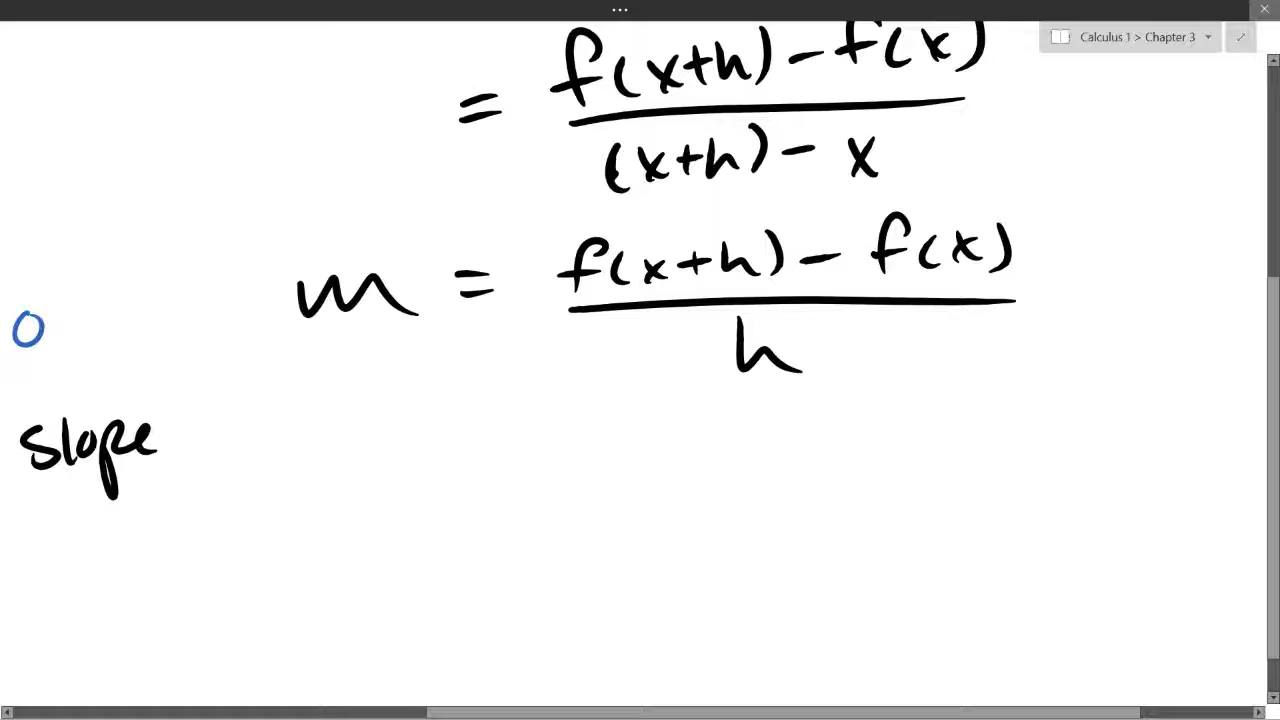 ...
Calculus 1 > Chapter 3
= f(x+h) - f(x)
(x+h) - x
m = f(x+h) - f(x)
h
0
slope